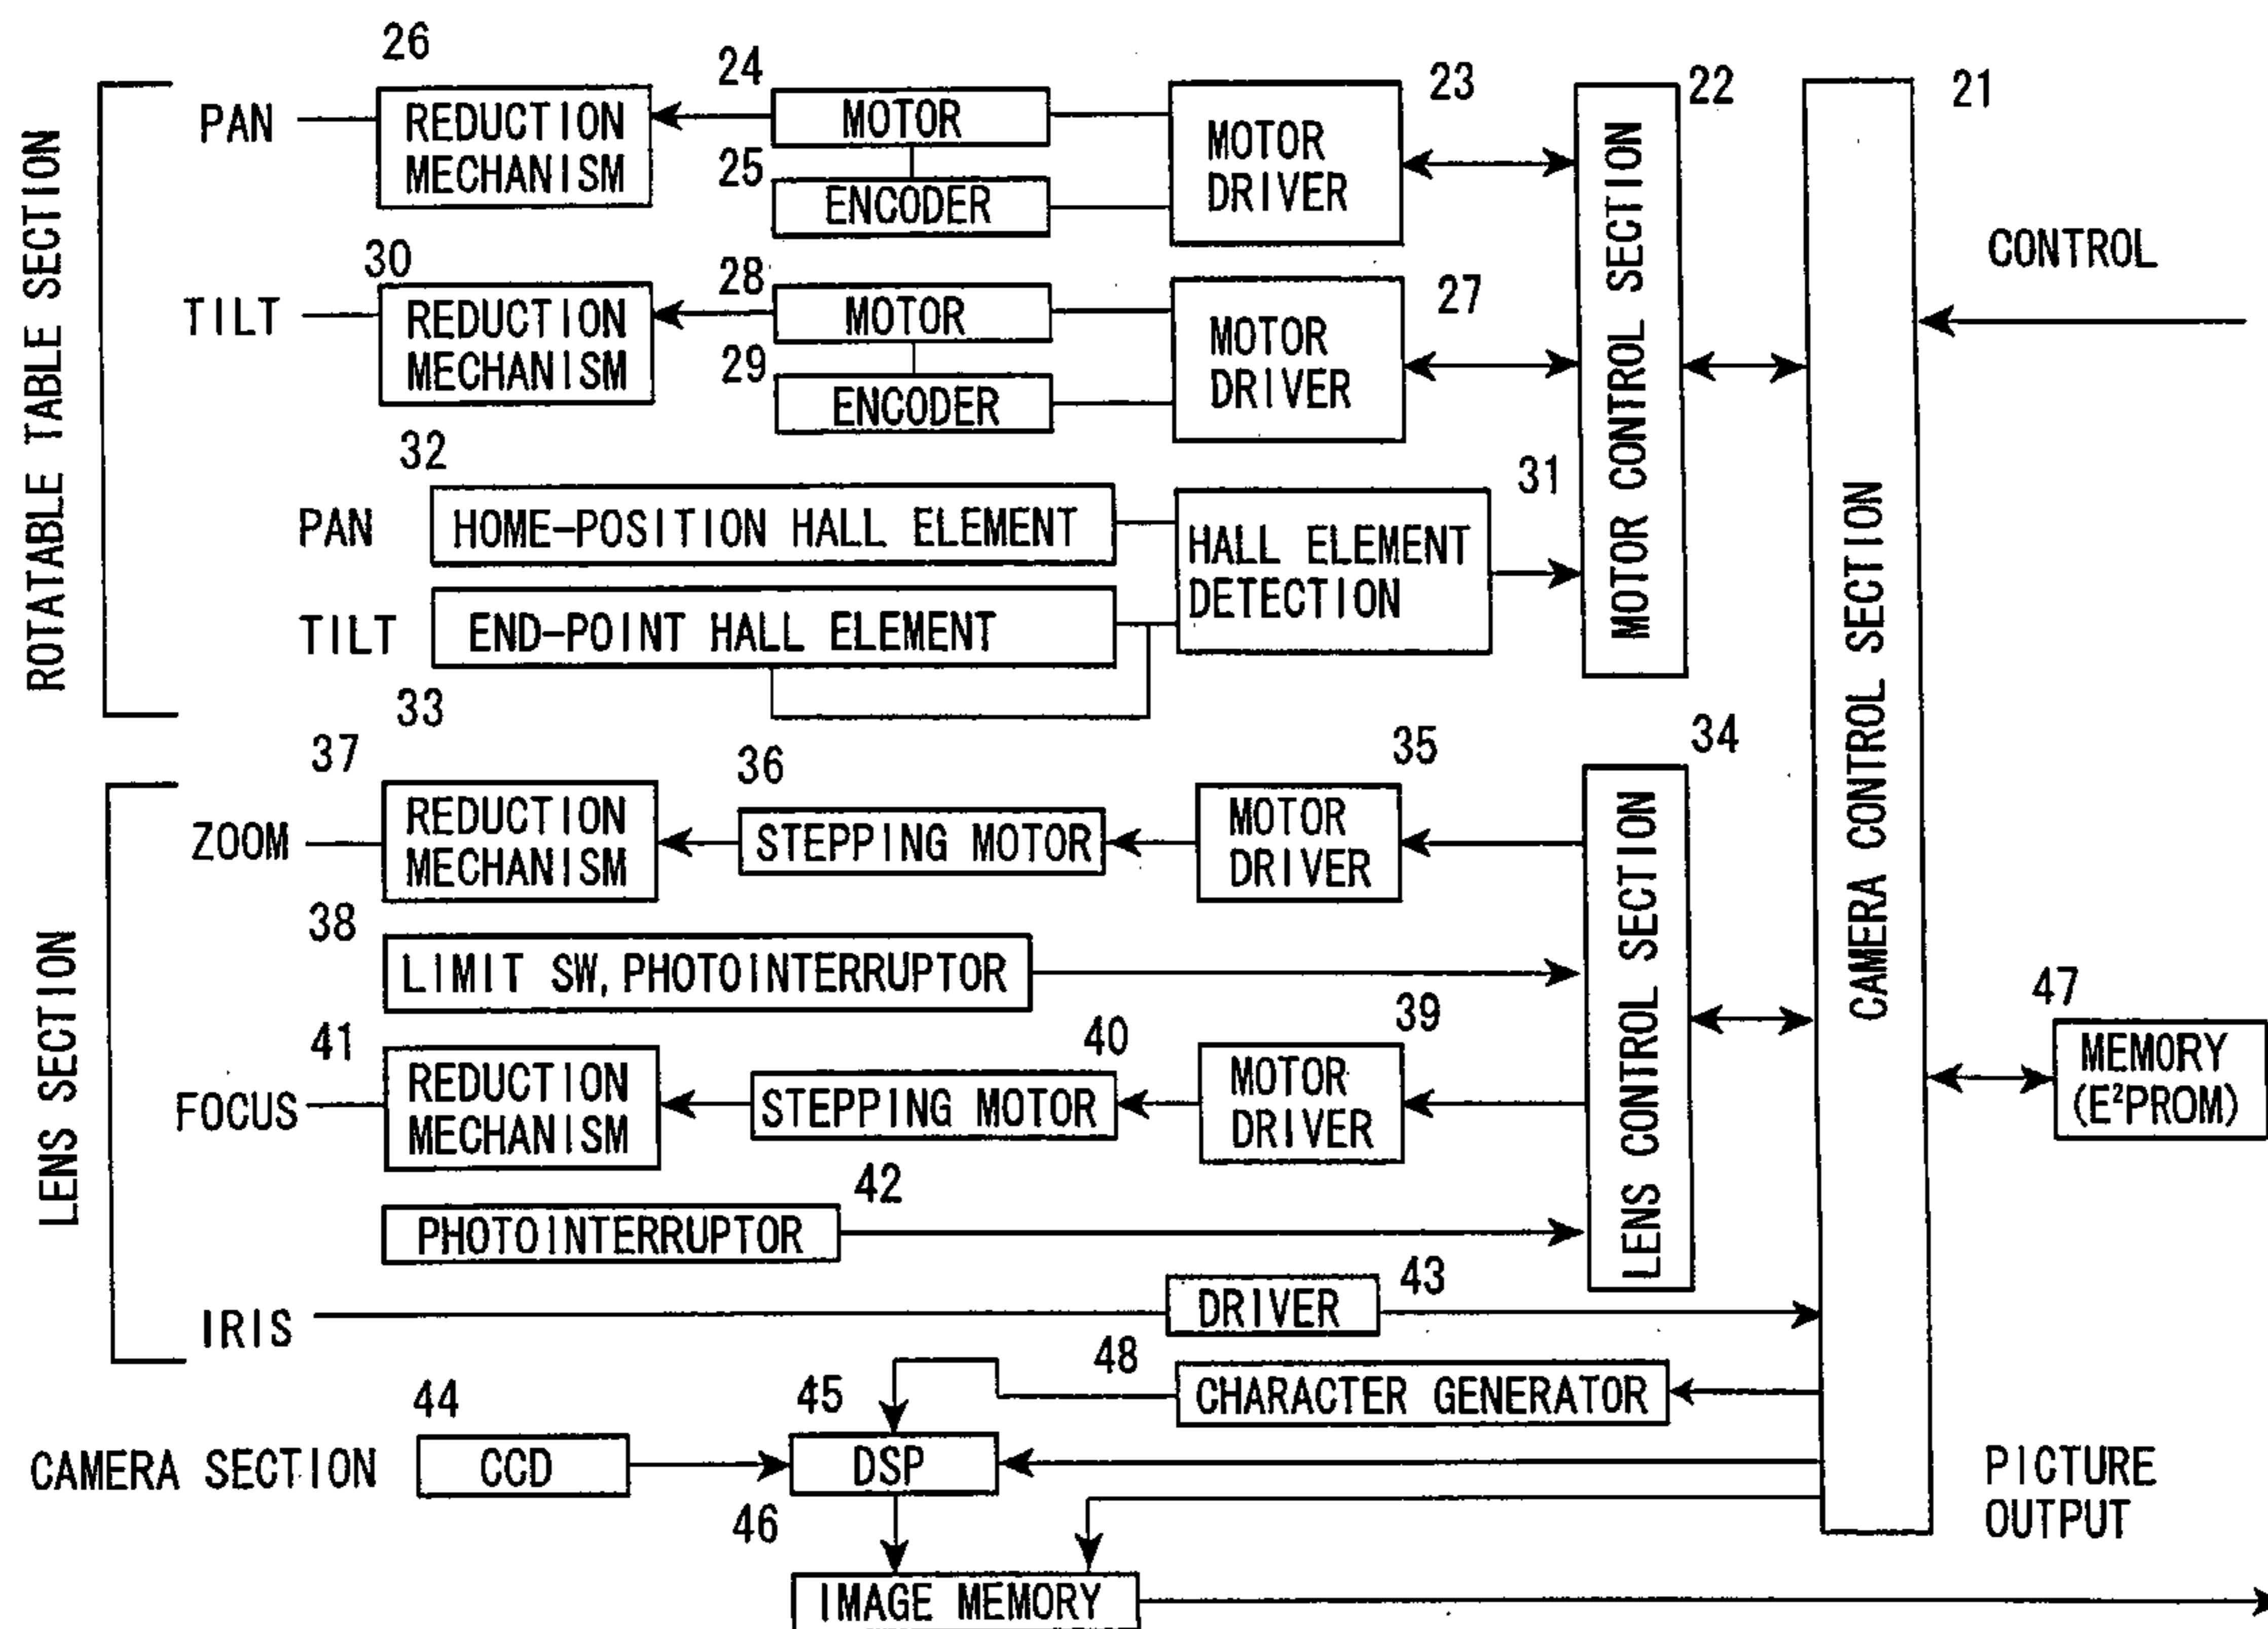 26
24
23
22
21
PAN
REDUCTION
MECHANISM
MOTOR
25
ENCODER
MOTOR
DRIVER
MOTOR CONTROL SECTION
CONTROL
ROTATABLE TABLE SECTION
30
28
27
TILT
REDUCTION
MECHANISM
MOTOR
29
ENCODER
MOTOR
DRIVER
32
31
PAN
HOME-POSITION HALL ELEMENT
HALL ELEMENT
DETECTION
TILT
END-POINT HALL ELEMENT
33
CAMERA CONTROL SECTION
37
36
35
34
ZOOM
REDUCTION
MECHANISM
STEPPING MOTOR
MOTOR
DRIVER
LENS CONTROL SECTION
38
LIMIT SW, PHOTOINTERRUPTOR
LENS SECTION
41
40
39
47
FOCUS
REDUCTION
MECHANISM
STEPPING MOTOR
MOTOR
DRIVER
MEMORY
(E²PROM)
42
PHOTOINTERRUPTOR
43
IRIS
DRIVER
48
CHARACTER GENERATOR
44
45
CAMERA SECTION
CCD
DSP
PICTURE
OUTPUT
46
IMAGE MEMORY